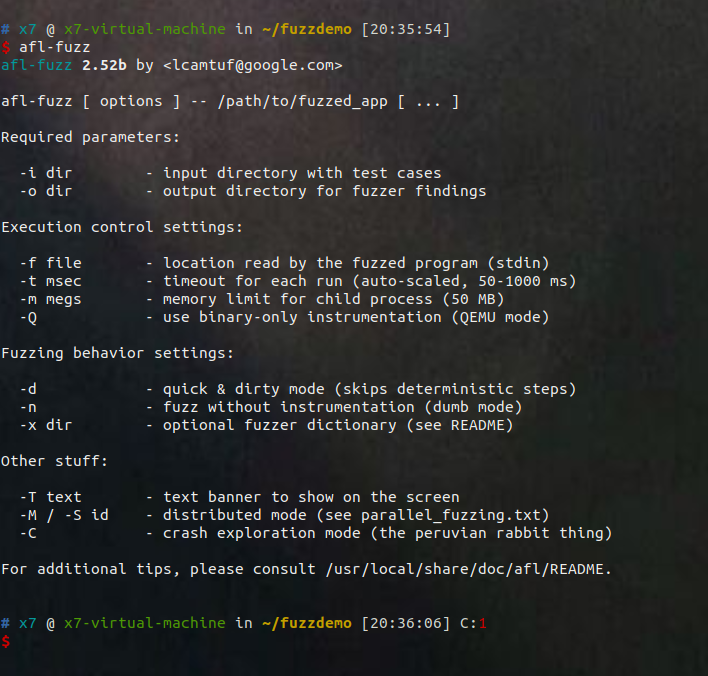 # x7 @ x7-virtual-machine in ~/fuzzdemo [20:35:54]
$ afl-fuzz
afl-fuzz 2.52b by <lcamtuf@google.com>
afl-fuzz [ options ] -- /path/to/fuzzed_app [ ... ]
Required parameters:
-i dir - input directory with test cases
-o dir - output directory for fuzzer findings
Execution control settings:
-f file - location read by the fuzzed program (stdin)
-t msec - timeout for each run (auto-scaled, 50-1000 ms)
-m megs - memory limit for child process (50 MB)
-Q - use binary-only instrumentation (QEMU mode)
Fuzzing behavior settings:
-d - quick & dirty mode (skips deterministic steps)
-n - fuzz without instrumentation (dumb mode)
-x dir - optional fuzzer dictionary (see README)
Other stuff:
-T text - text banner to show on the screen
-M / -S id - distributed mode (see parallel_fuzzing.txt)
-C - crash exploration mode (the peruvian rabbit thing)
For additional tips, please consult /usr/local/share/doc/afl/README.
# x7 @ x7-virtual-machine in ~/fuzzdemo [20:36:06] C:1
$